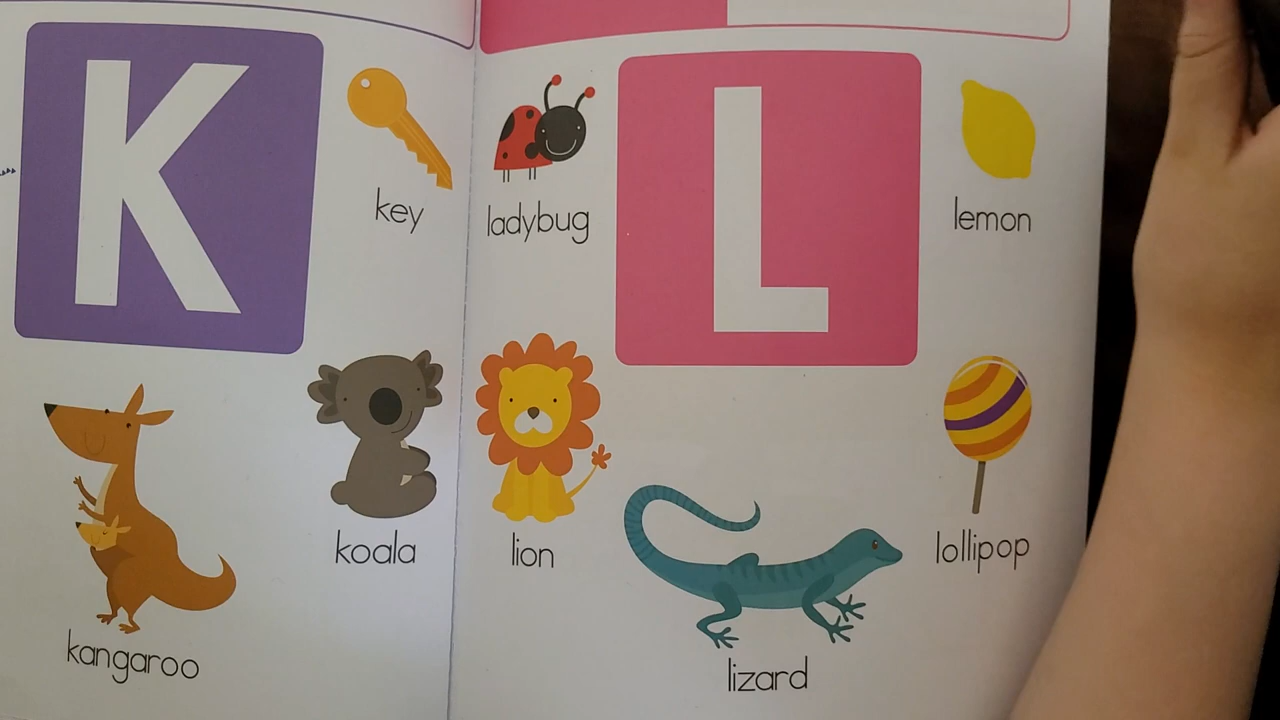 K
key
koala
kangaroo
L
ladybug
lemon
lion
lollipop
lizard